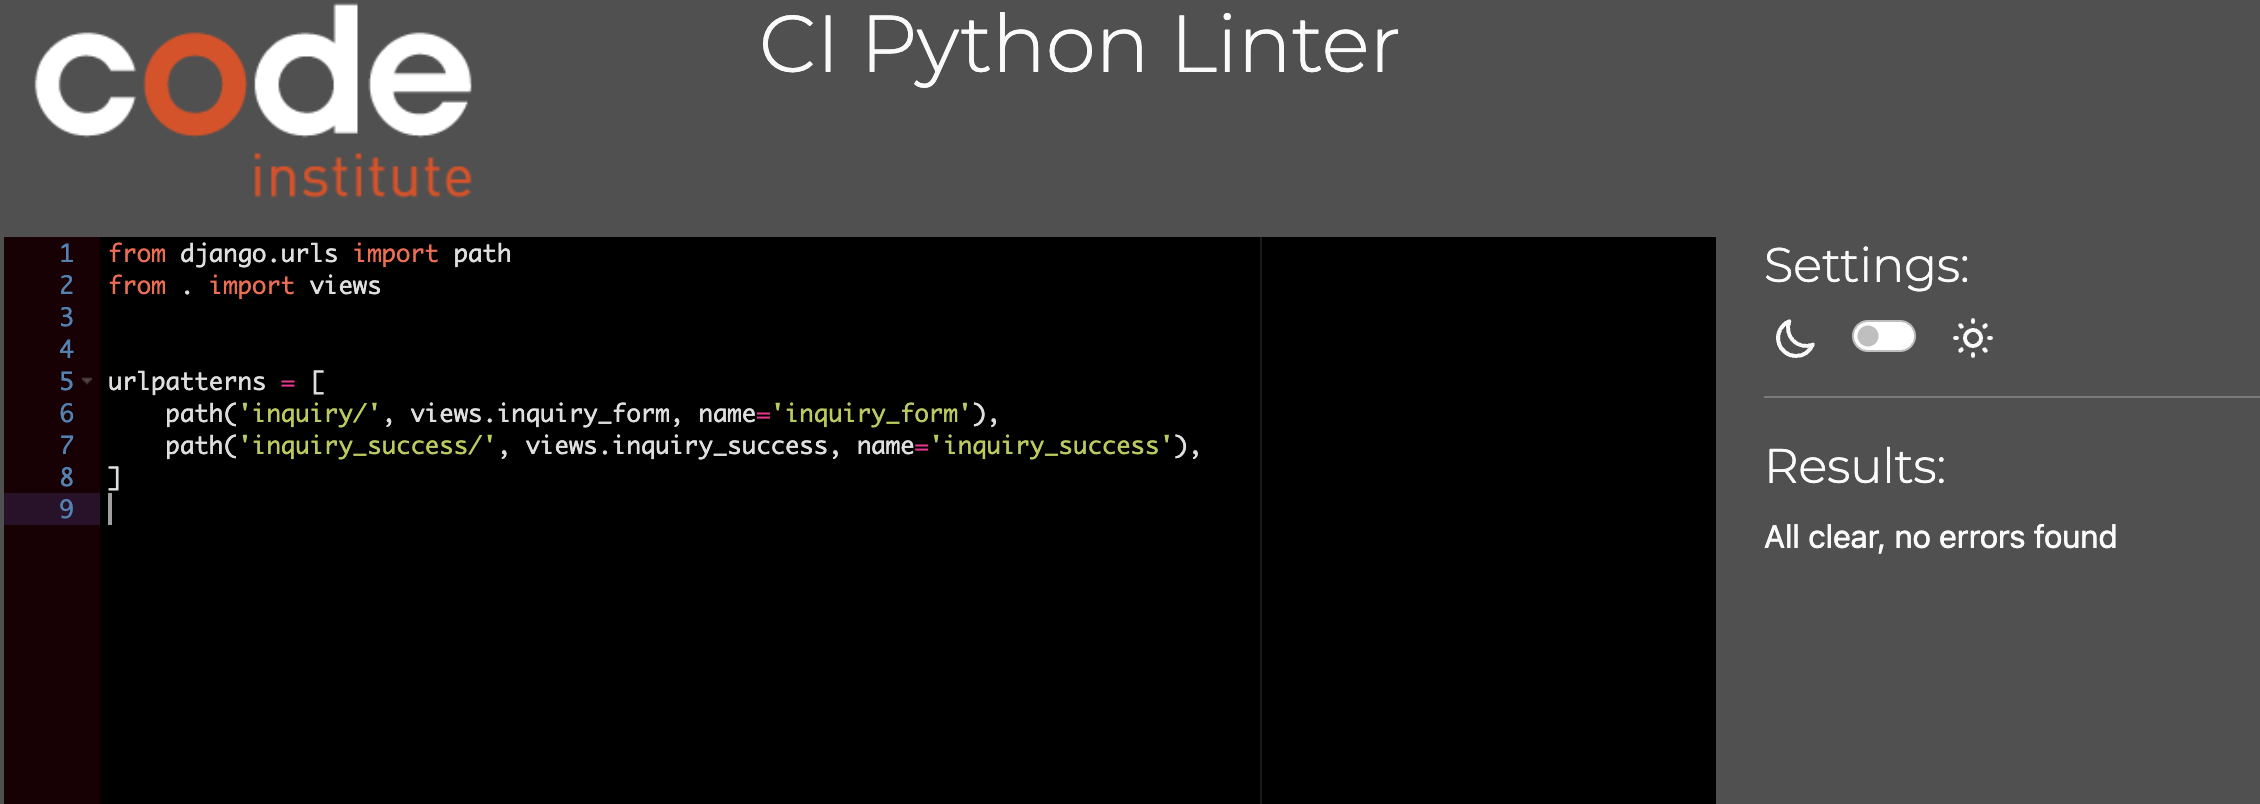 code
institute
CI Python Linter
1 from django.urls import path
2 from . import views
3
4
5 urlpatterns = [
6     path('inquiry/', views.inquiry_form, name='inquiry_form'),
7     path('inquiry_success/', views.inquiry_success, name='inquiry_success'),
8 ]
9
Settings:
Results:
All clear, no errors found